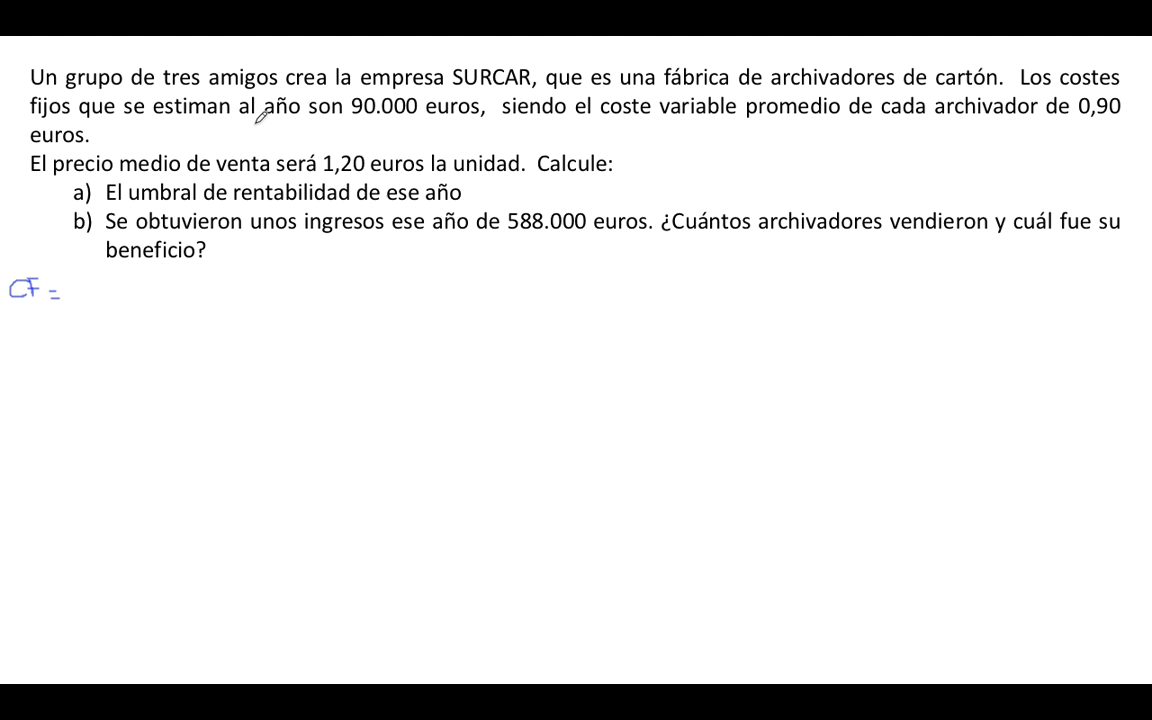 Un grupo de tres amigos crea la empresa SURCAR, que es una fábrica de archivadores de cartón. Los costes
fijos que se estiman al año son 90.000 euros, siendo el coste variable promedio de cada archivador de 0,90
euros.
El precio medio de venta será 1,20 euros la unidad. Calcule:
a) El umbral de rentabilidad de ese año
b) Se obtuvieron unos ingresos ese año de 588.000 euros. ¿Cuántos archivadores vendieron y cuál fue su
beneficio?
CF =